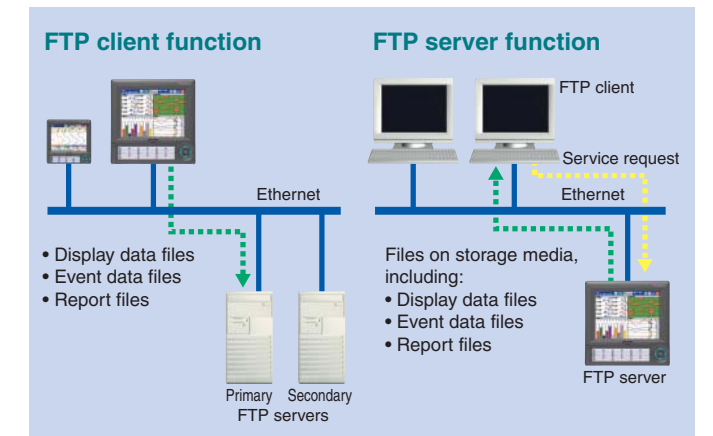 FTP client function
Ethernet
• Display data files
• Event data files
• Report files
Primary Secondary
FTP servers
FTP server function
FTP client
Service request
Ethernet
Files on storage media,
including:
• Display data files
• Event data files
• Report files
FTP server